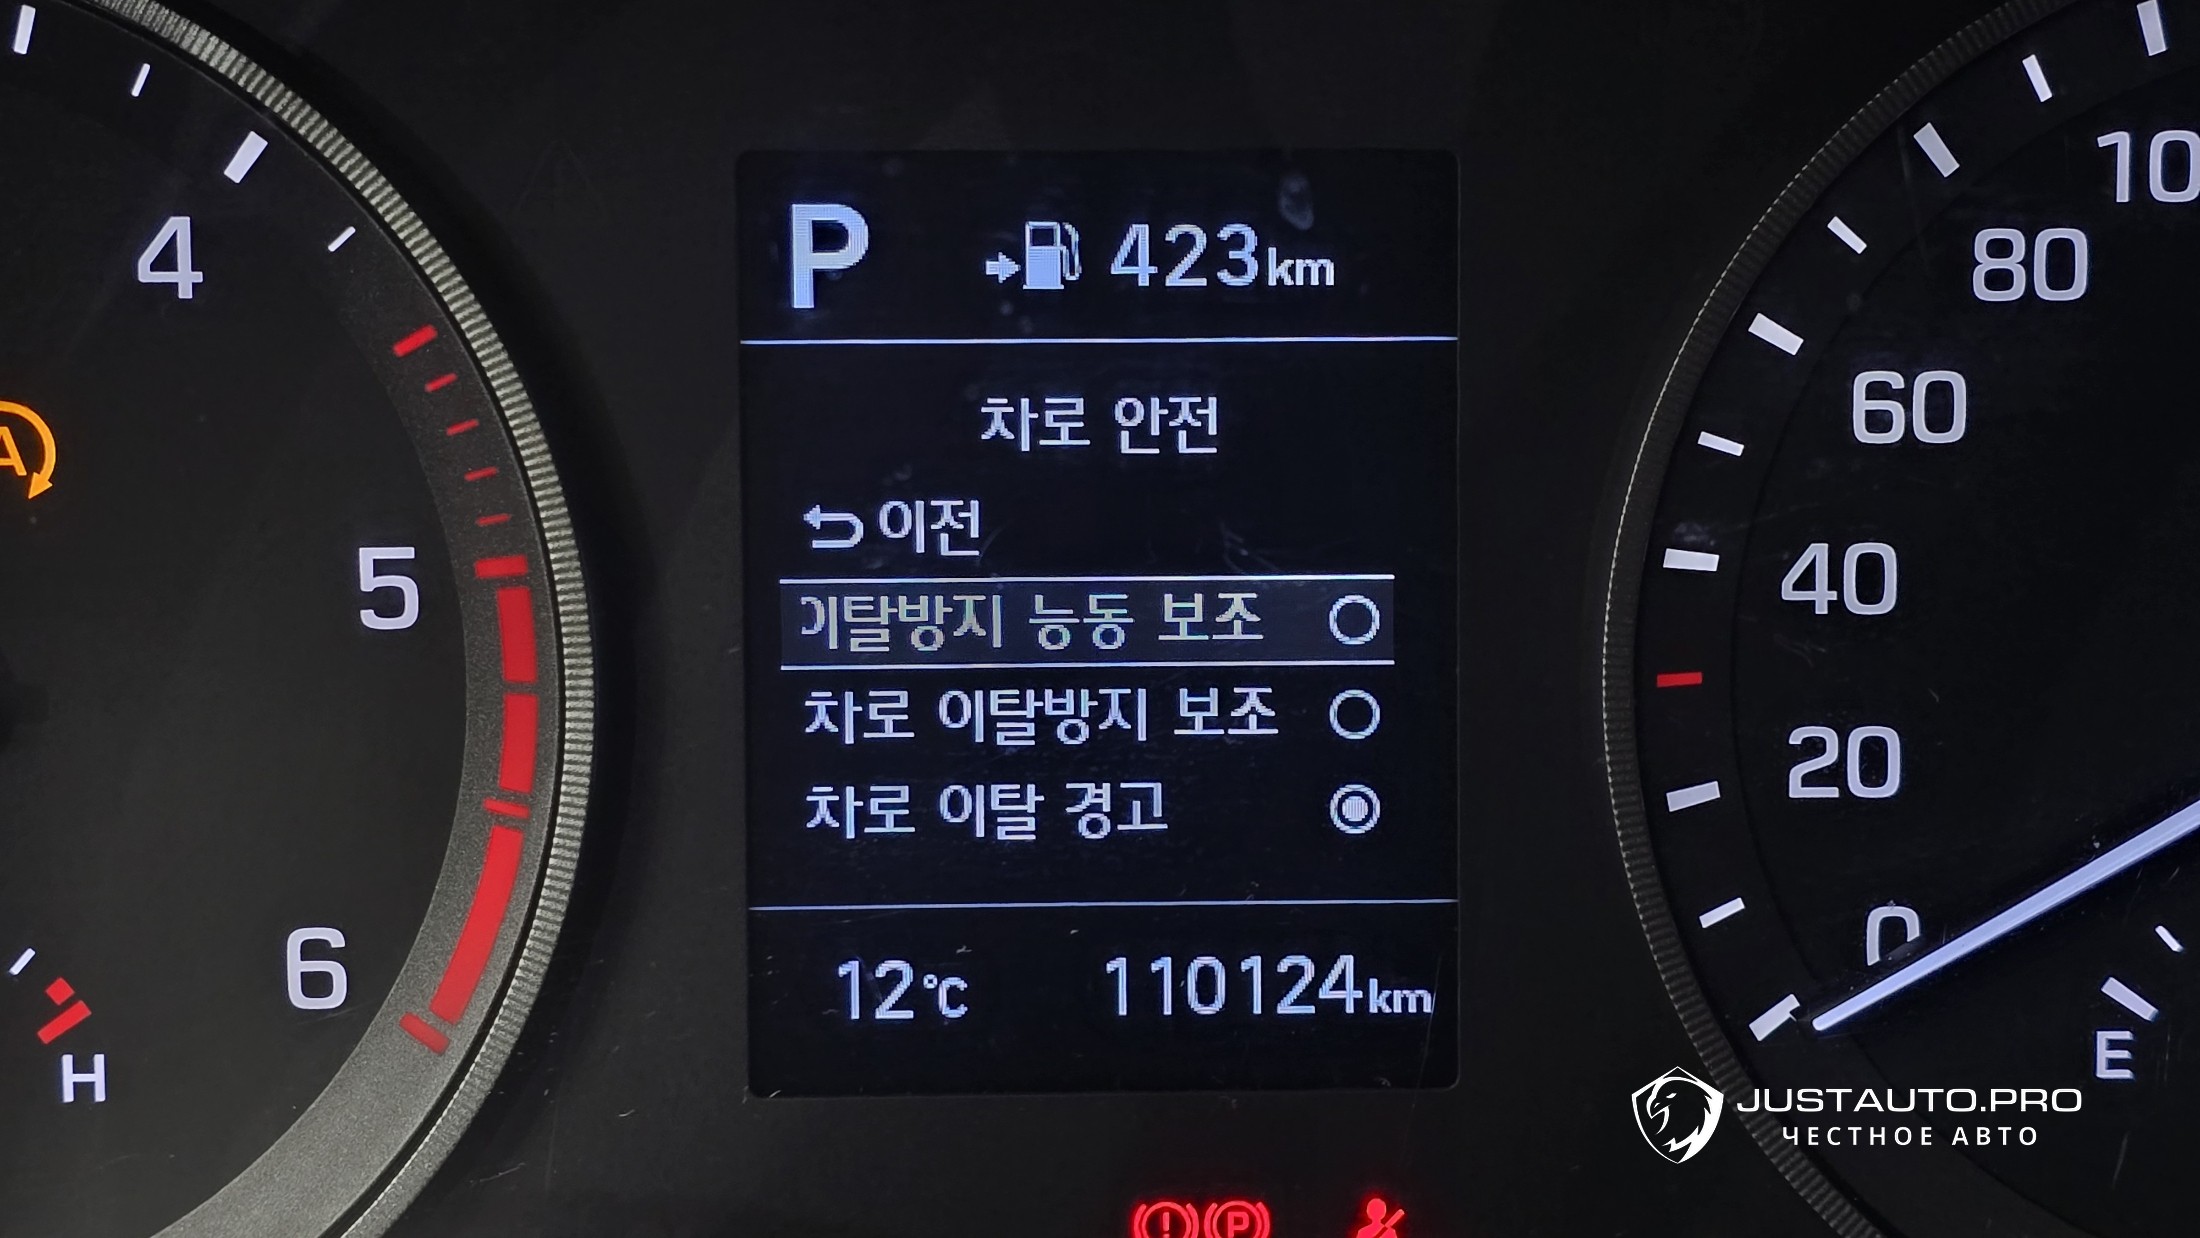 4
5
6
H
A
P 423km
차로 안전
이전
이탈방지 능동 보조
차로 이탈방지 보조
차로 이탈 경고
12℃ 110124km
10
80
60
40
20
0
E
JUSTAUTO.PRO
ЧЕСТНОЕ АВТО
! P